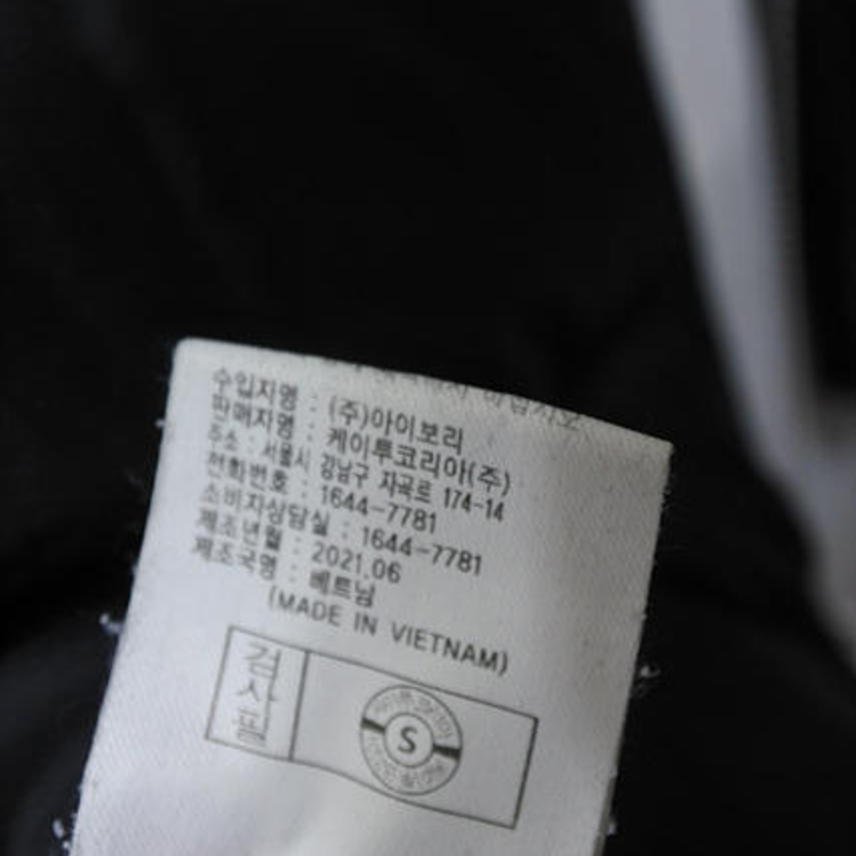 수입자명 : (주)아이보리
판매자명 : 케이투코리아(주)
주소 : 서울시 강남구 자곡로 174-14
전화번호 : 1644-7781
소비자상담실 : 1644-7781
제조년월 : 2021.06
제조국명 : 베트남
(MADE IN VIETNAM)
검사필
S